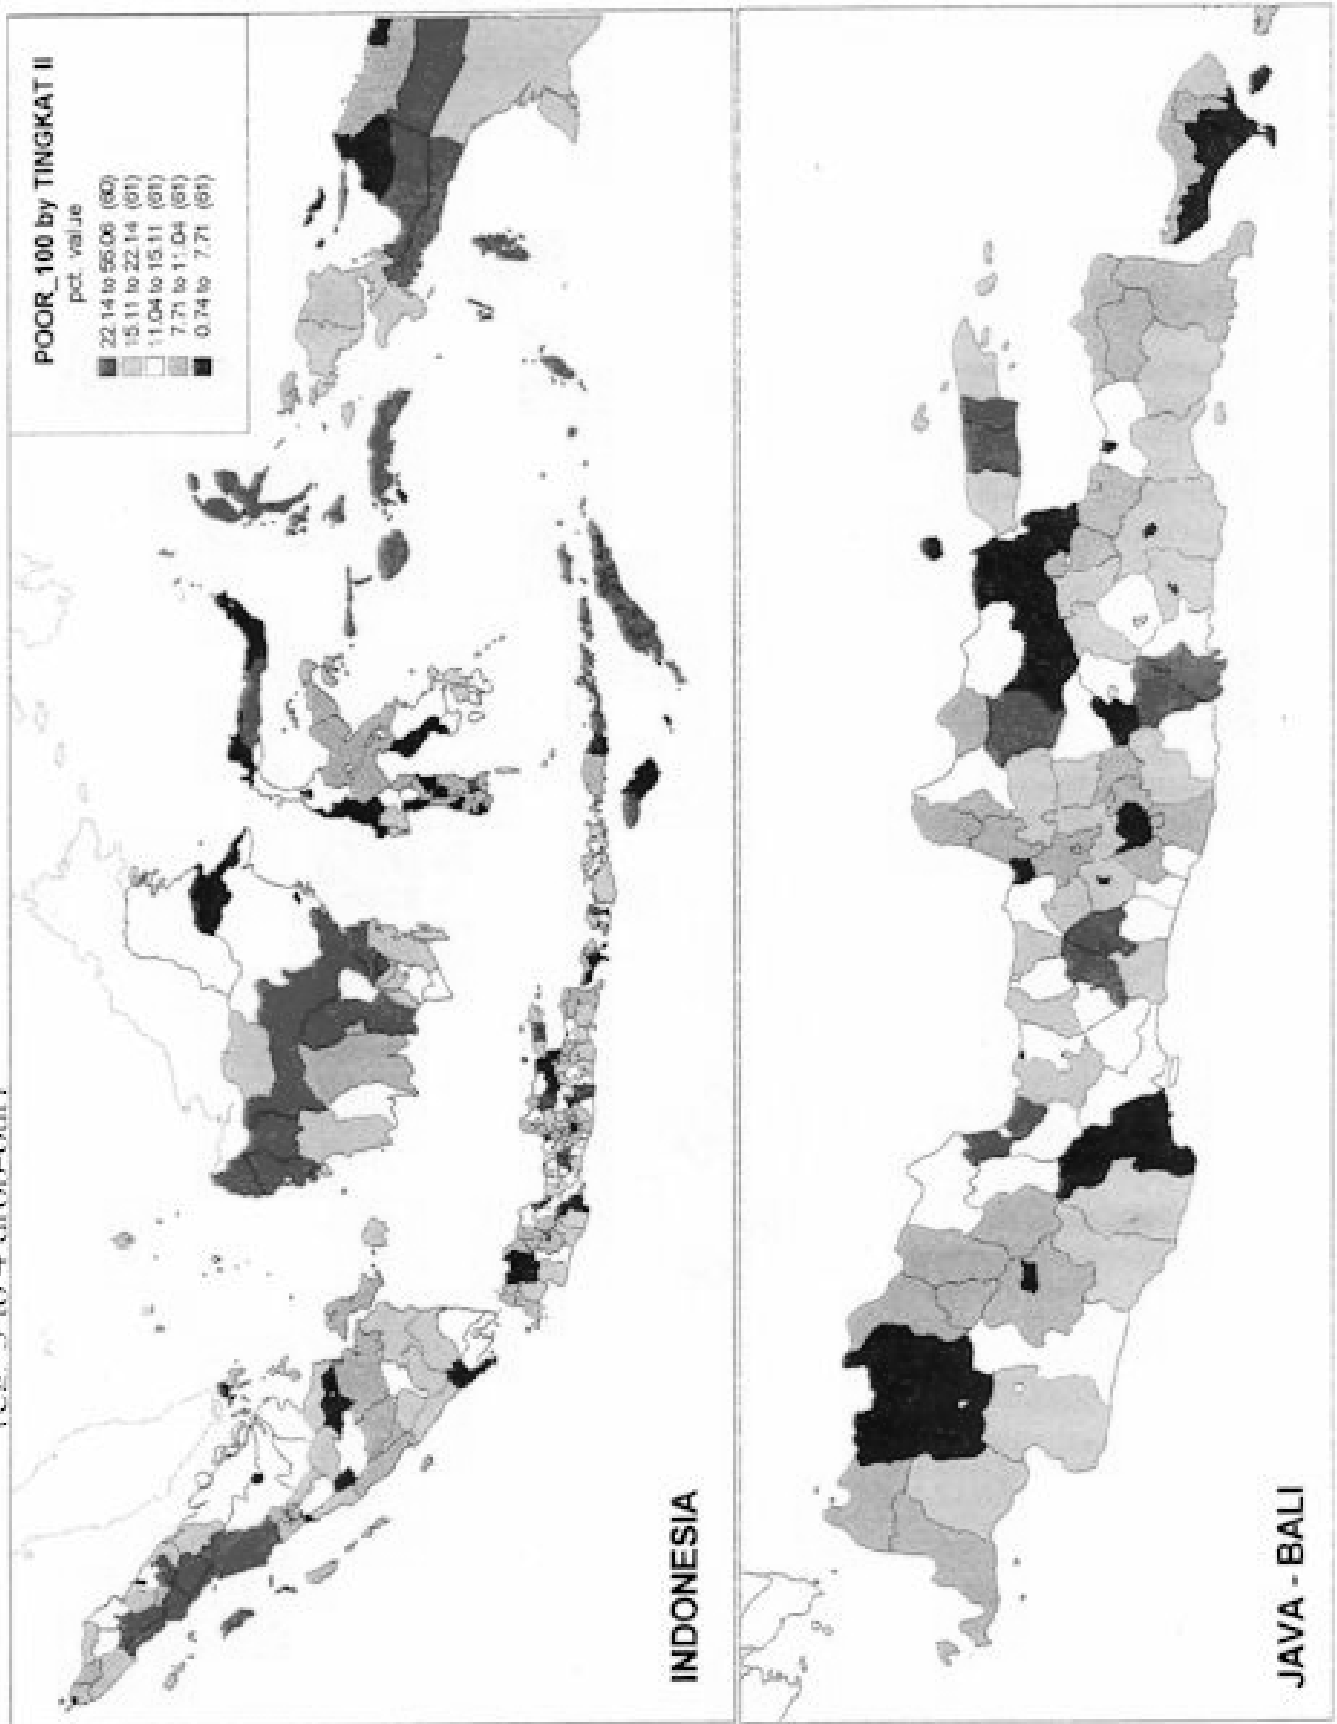 POOR_100 by TINGKAT II
pct. value
22.14 to 55.06 (60)
15.11 to 22.14 (61)
11.04 to 15.11 (61)
7.71 to 11.04 (61)
0.74 to 7.71 (61)
INDONESIA
JAVA - BALI